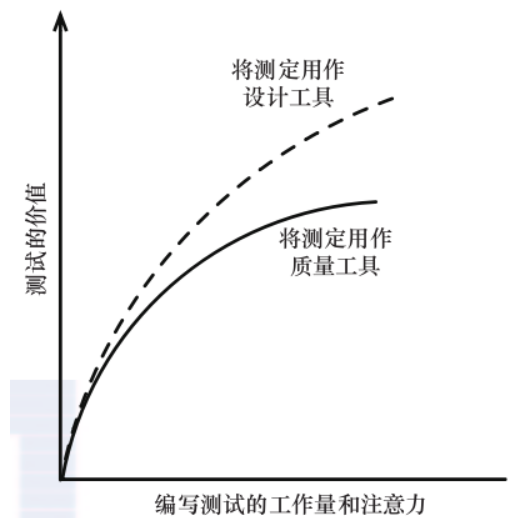 将测定用作
设计工具
测试的价值
将测定用作
质量工具
编写测试的工作量和注意力